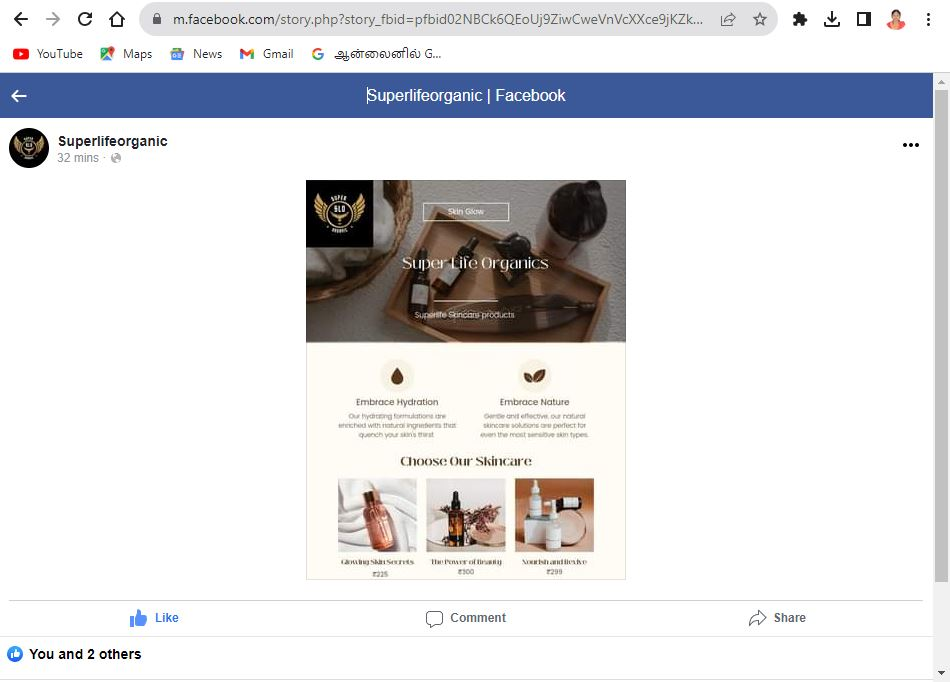 m.facebook.com/story.php?story_fbid=pfbid02NBCk6QEoUj9ZiwCweVnVcXXce9jKZk...
YouTube Maps News Gmail ஆன்லைனில் G...
Superlifeorganic | Facebook
Superlifeorganic
32 mins ·
SUPER
SLO
ORGANIC
Skin Glow
Super Life Organics
Superlife Skincare products
Embrace Hydration
Our hydrating formulations are
enriched with natural ingredients that
quench your skin's thirst
Embrace Nature
Gentle and effective, our natural
skincare solutions are perfect for
even the most sensitive skin types.
Choose Our Skincare
Glowing Skin Secrets
₹225
The Power of Beauty
₹300
Nourish and Revive
₹299
Like Comment Share
You and 2 others